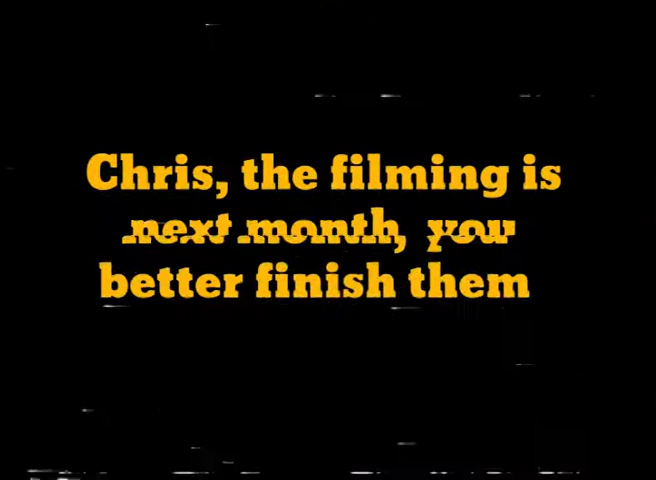 Chris, the filming is
next month, you
better finish them